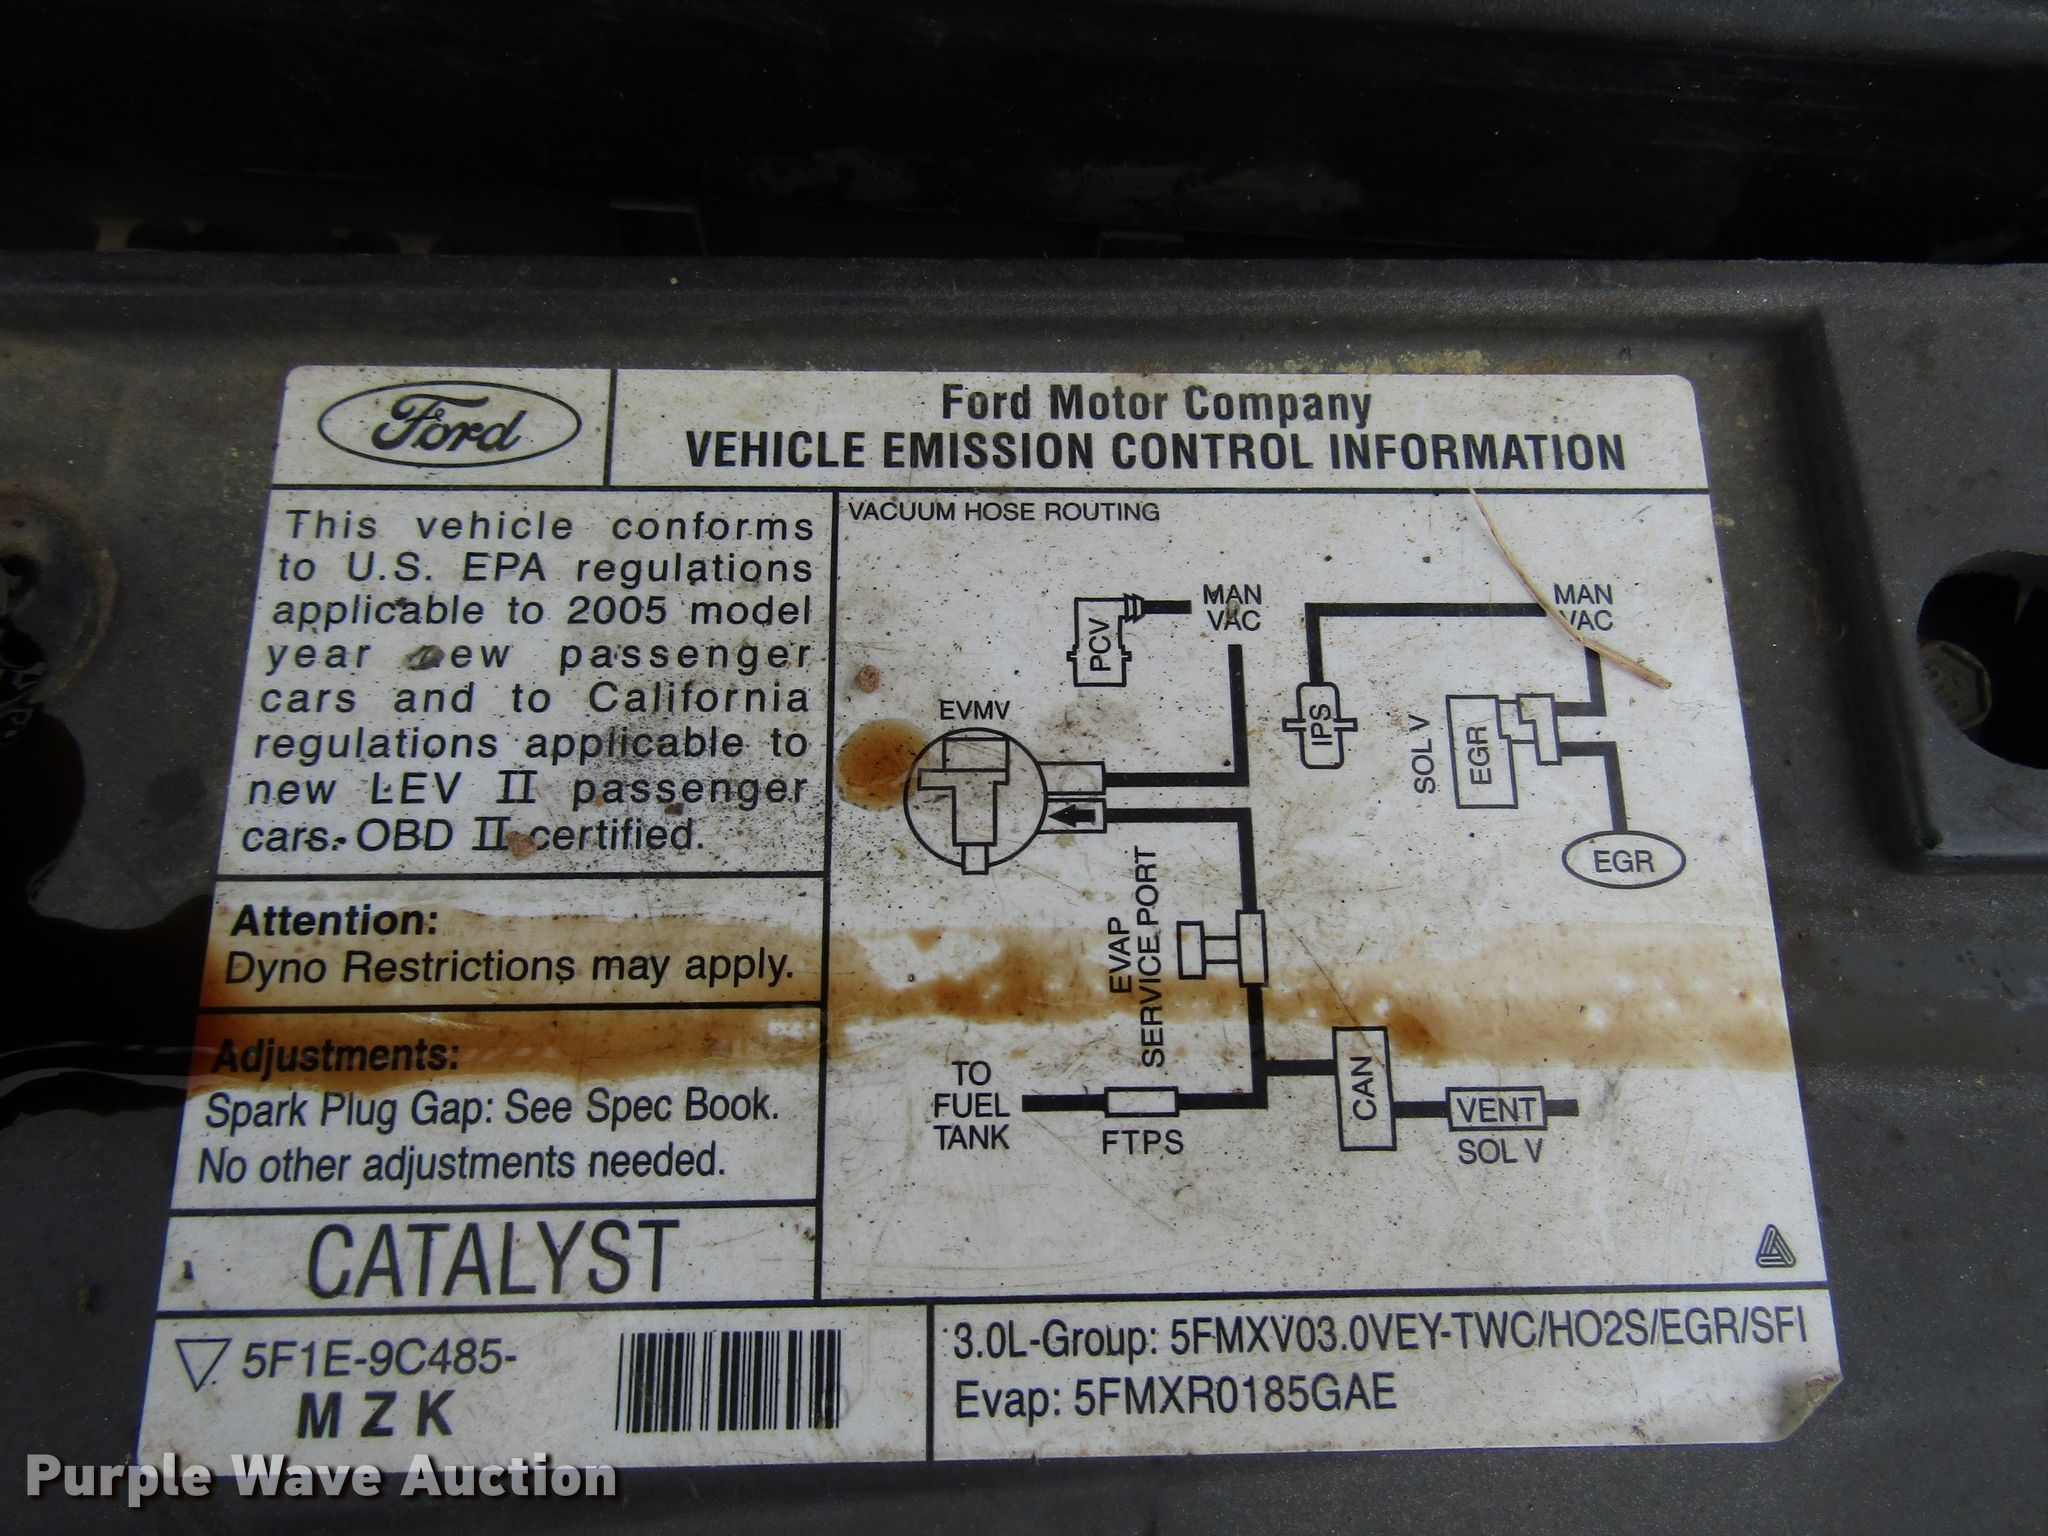 Ford
Ford Motor Company
VEHICLE EMISSION CONTROL INFORMATION
This vehicle conforms
to U.S. EPA regulations
applicable to 2005 model
year new passenger
cars and to California
regulations applicable to
new LEV II passenger
cars. OBD II certified.
Attention:
Dyno Restrictions may apply.
Adjustments:
Spark Plug Gap: See Spec Book.
No other adjustments needed.
CATALYST
VACUUM HOSE ROUTING
PCV
MAN
VAC
MAN
VAC
IPS
EVMV
SOL V
EGR
EGR
EVAP
SERVICE PORT
TO
FUEL
TANK
FTPS
CAN
VENT
SOL V
5F1E-9C485-
MZK
3.0L-Group: 5FMXV03.0VEY-TWC/HO2S/EGR/SFI
Evap: 5FMXR0185GAE
Purple Wave Auction